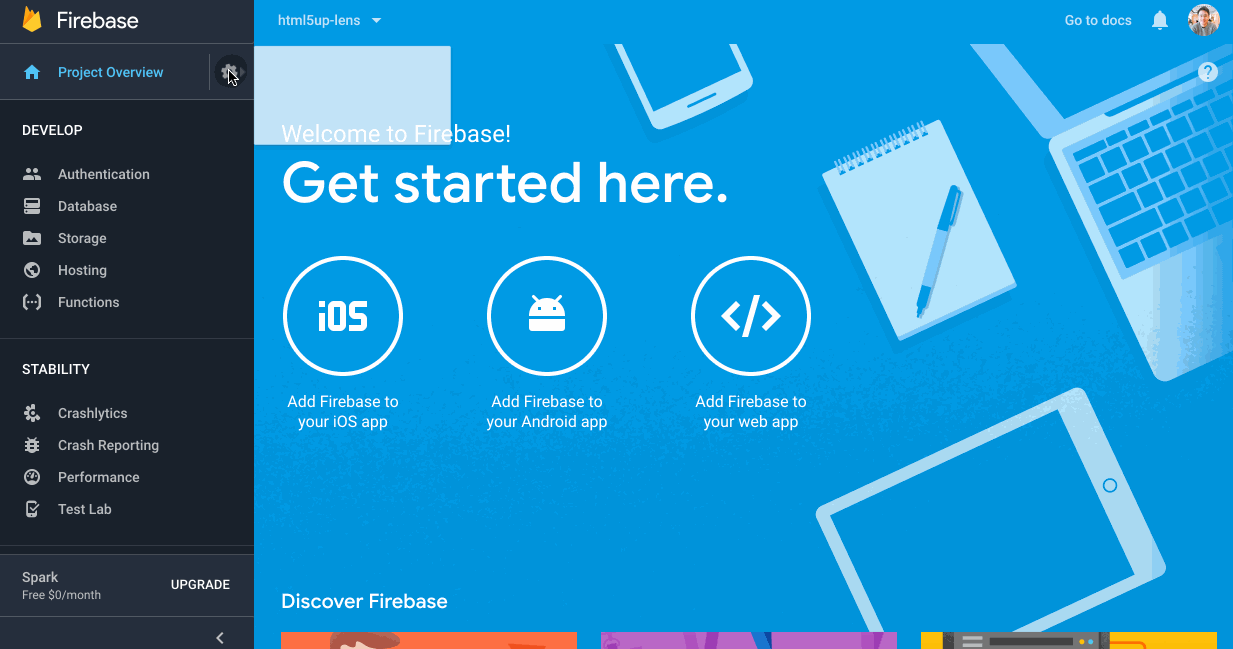 Firebase
html5up-lens
Go to docs
Project Overview
?
DEVELOP
Authentication
Database
Storage
Hosting
Functions
STABILITY
Crashlytics
Crash Reporting
Performance
Test Lab
Spark
Free $0/month
UPGRADE
Welcome to Firebase!
Get started here.
iOS
</>
Add Firebase to
your iOS app
Add Firebase to
your Android app
Add Firebase to
your web app
Discover Firebase